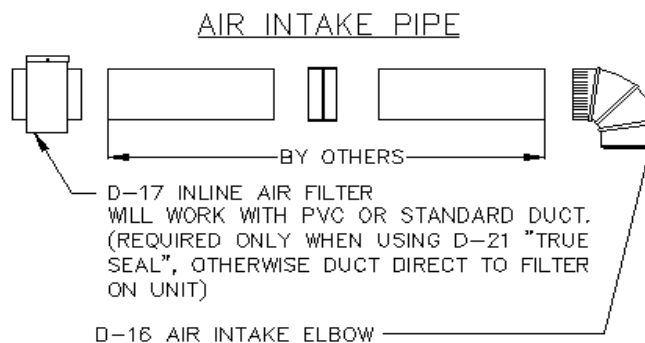 AIR INTAKE PIPE
BY OTHERS
D-17 INLINE AIR FILTER
WILL WORK WITH PVC OR STANDARD DUCT.
(REQUIRED ONLY WHEN USING D-21 "TRUE
SEAL", OTHERWISE DUCT DIRECT TO FILTER
ON UNIT)
D-16 AIR INTAKE ELBOW